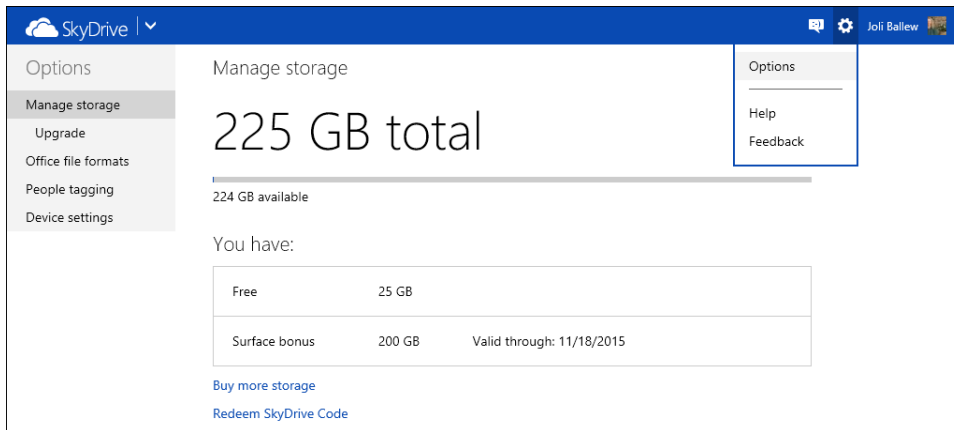 SkyDrive
Joli Ballew
Options
Manage storage
Upgrade
Office file formats
People tagging
Device settings
Manage storage
225 GB total
224 GB available
You have:
Free 25 GB
Surface bonus 200 GB Valid through: 11/18/2015
Buy more storage
Redeem SkyDrive Code
Options
Help
Feedback